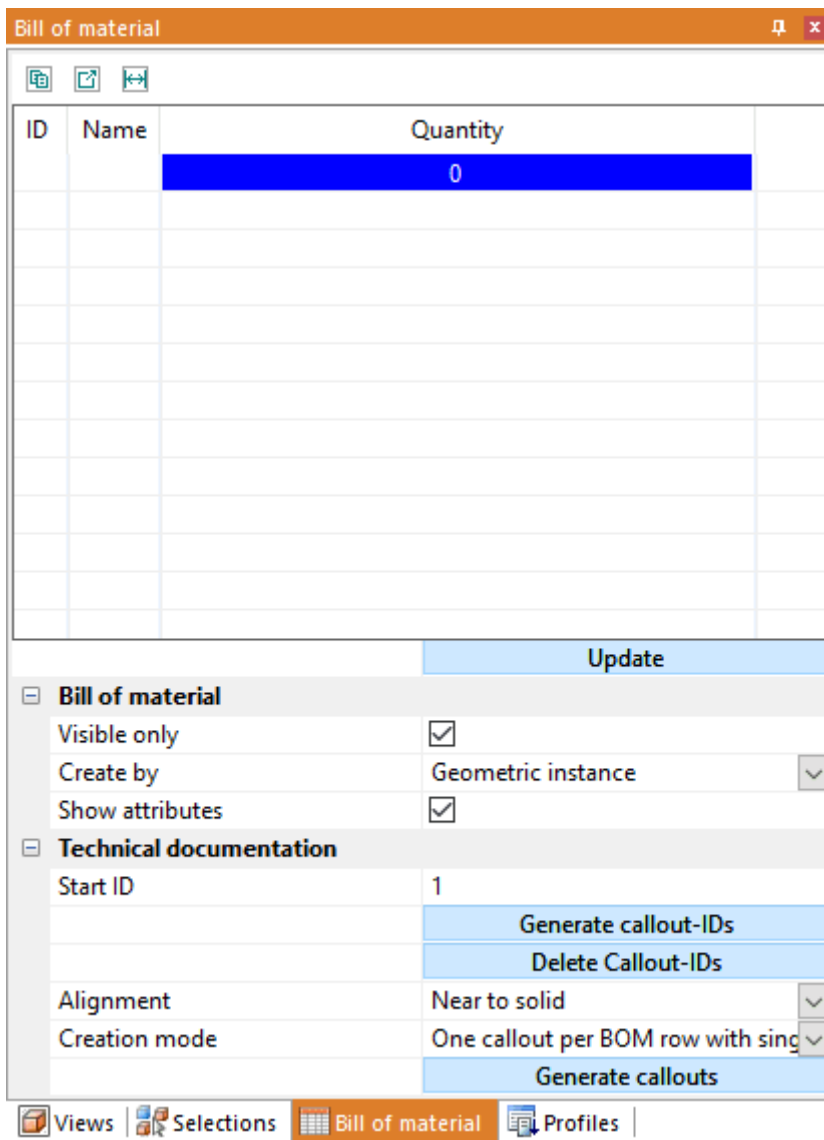 Bill of material
ID Name Quantity
0
Update
Bill of material
Visible only
Create by Geometric instance
Show attributes
Technical documentation
Start ID 1
Generate callout-IDs
Delete Callout-IDs
Alignment Near to solid
Creation mode One callout per BOM row with sing
Generate callouts
Views Selections Bill of material Profiles